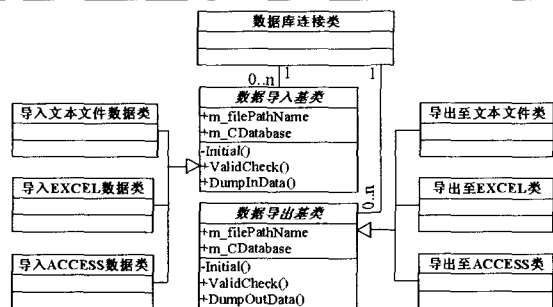 数据库连接类
0..n
1
1
数据导入基类
+m_filePathName
+m_CDatabase
-Initial()
+ValidCheck()
+DumpInData()
导入文本文件数据类
导入EXCEL数据类
导入ACCESS数据类
导出至文本文件类
导出至EXCEL类
导出至ACCESS类
0..n
数据导出基类
+m_filePathName
+m_CDatabase
-Initial()
+ValidCheck()
+DumpOutData()